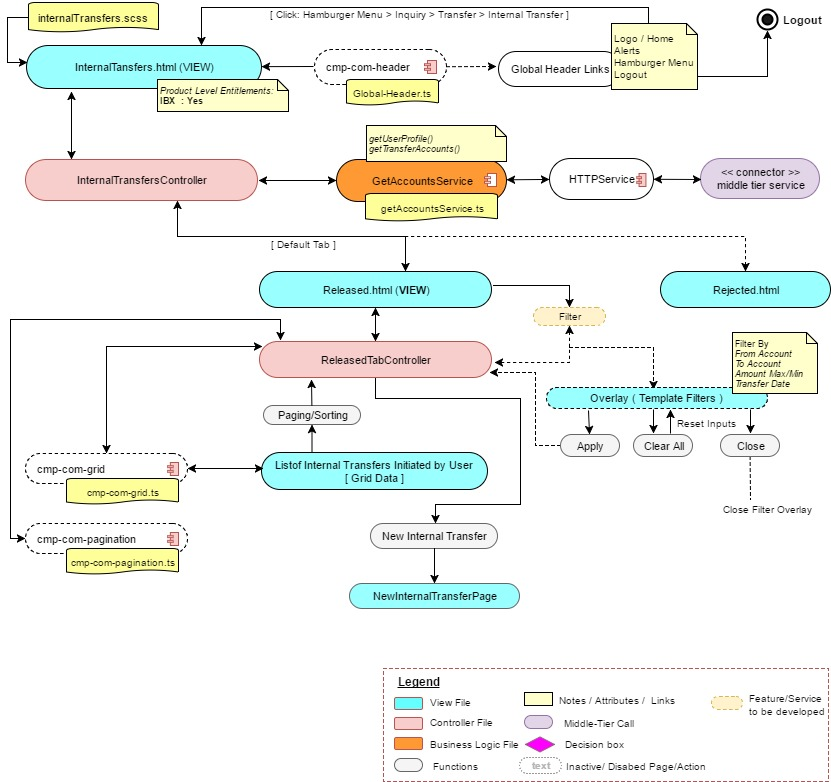 internalTransfers.scss
[ Click: Hamburger Menu > Inquiry > Transfer > Internal Transfer ]
Logout
Logo / Home
Alerts
Hamburger Menu
Logout
InternalTansfers.html (VIEW)
cmp-com-header
Global Header Links
Global-Header.ts
Product Level Entitlements:
IBX : Yes
getUserProfile()
getTransferAccounts()
InternalTransfersController
GetAccountsService
HTTPService
<< connector >>
middle tier service
getAccountsService.ts
[ Default Tab ]
Released.html (VIEW)
Rejected.html
Filter
Filter By
From Account
To Account
Amount Max/Min
Transfer Date
ReleasedTabController
Overlay ( Template Filters )
Paging/Sorting
Reset Inputs
Apply
Clear All
Close
cmp-com-grid
Listof Internal Transfers Initiated by User
[ Grid Data ]
cmp-com-grid.ts
Close Filter Overlay
cmp-com-pagination
New Internal Transfer
cmp-com-pagination.ts
NewInternalTransferPage
Legend
View File
Notes / Attributes / Links
Feature/Service
to be developed
Controller File
Middle-Tier Call
Business Logic File
Decision box
Functions
text
Inactive/ Disabed Page/Action